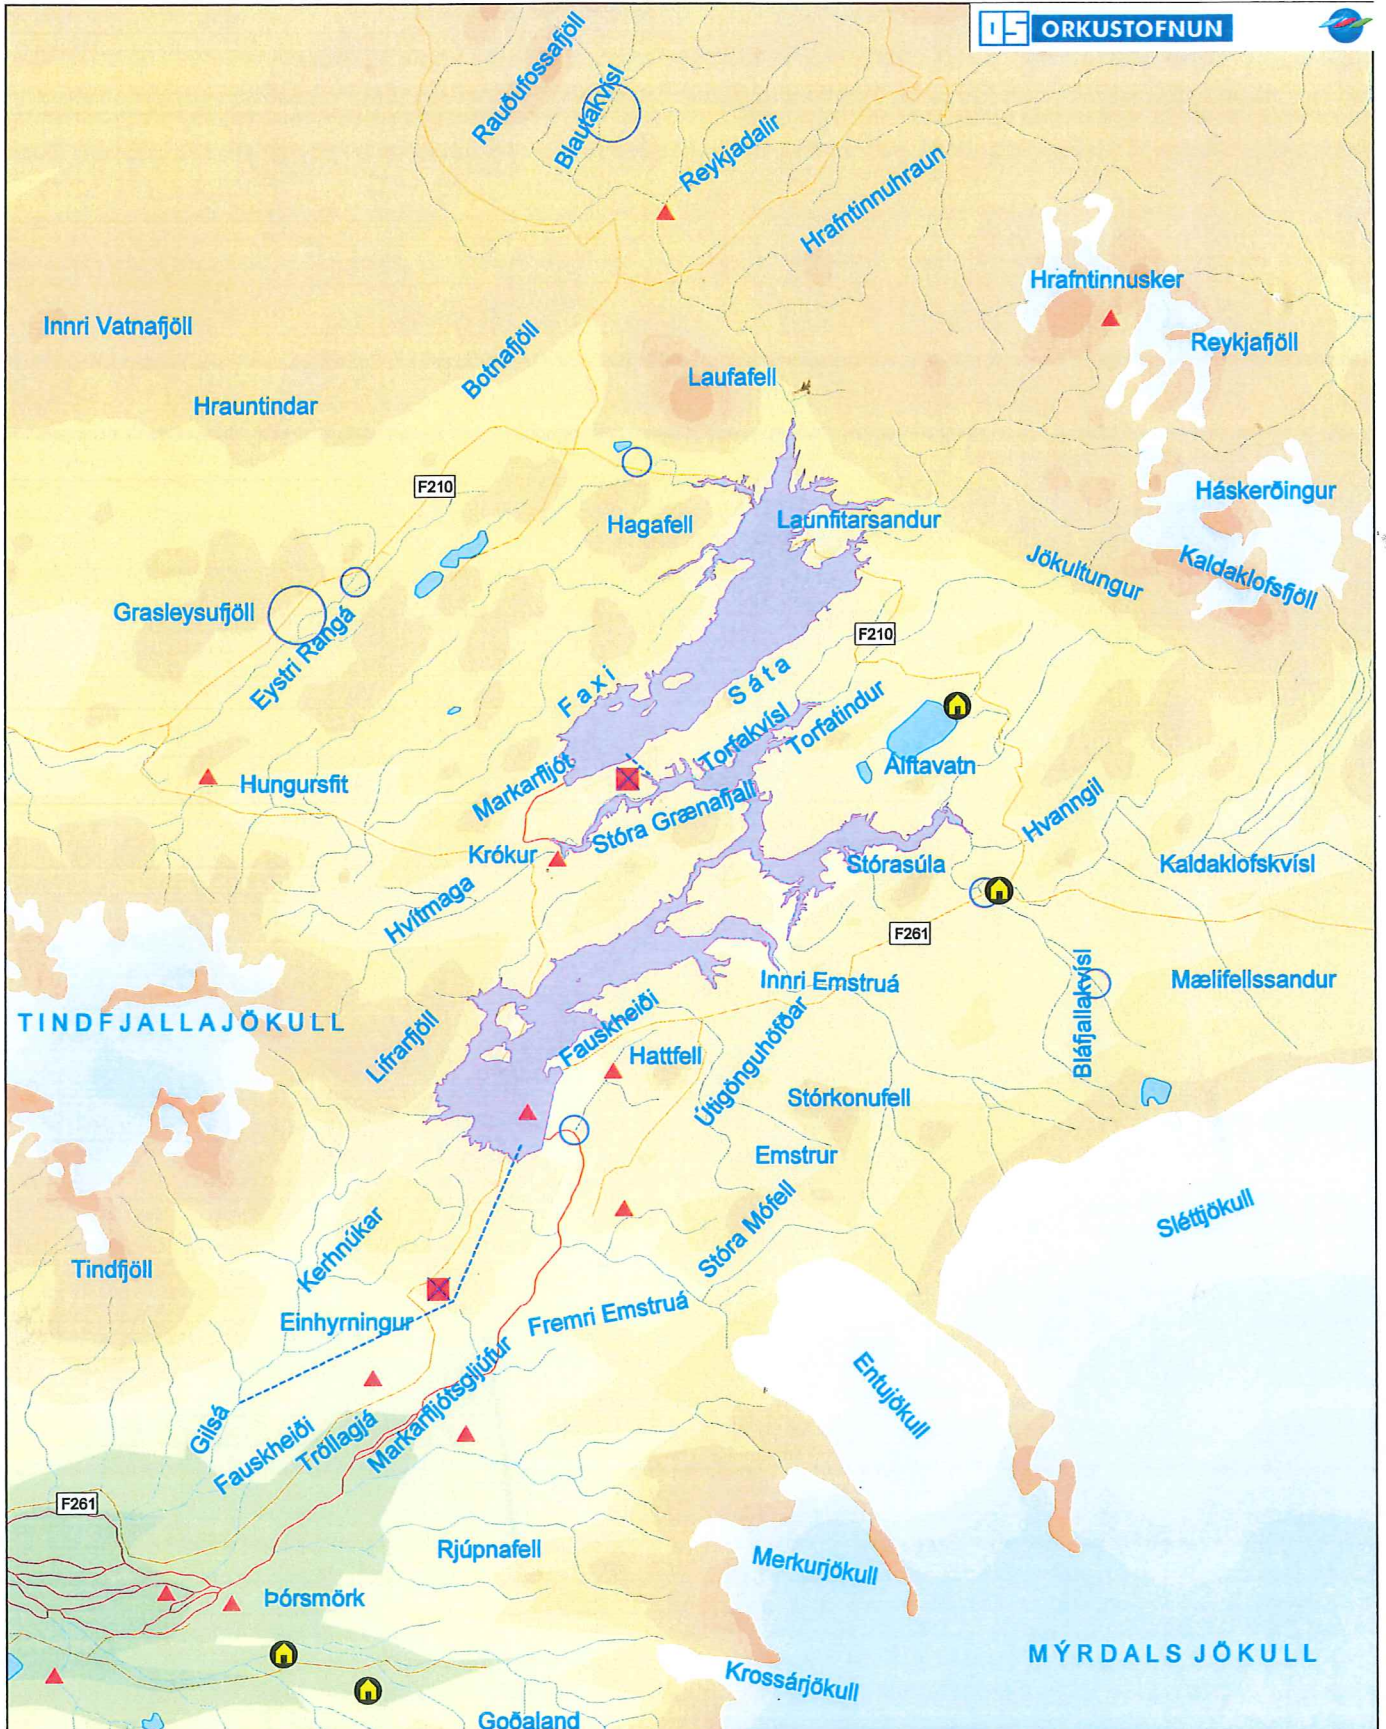 OS ORKUSTOFNUN
Rauðufossafjöll
Blautakvísl
Reykjadalir
Hrafntinnuhraun
Hrafntinnusker
Innri Vatnafjöll
Reykjafjöll
Botnafjöll
Laufafell
Hrauntindar
F210
Háskerðingur
Hagafell
Launfitarsandur
Jökultungur
Kaldaklofsfjöll
Grasleysufjöll
Eystri Rangá
F210
Faxi
Sáta
Torfakvísl
Torfatindur
Álftavatn
Markarfljót
Hungursfit
Stóra Grænafjall
Hvanngil
Krókur
Stórasúla
Kaldaklofskvísl
Hvítmaga
F261
Innri Emstruá
Mælifellssandur
Bláfjallakvísl
TINDFJALLAJÖKULL
Lifrarfjöll
Fauskheiði
Hattfell
Útigönguhöfðar
Stórkonufell
Emstrur
Stóra Mófell
Sléttjökull
Kerhnúkar
Tindfjöll
Einhyrningur
Fremri Emstruá
Entujökull
Gilsá
Fauskheiði
Tröllagjá
Markarfljótsgljúfur
F261
Rjúpnafell
Merkurjökull
Þórsmörk
MÝRDALS JÖKULL
Krossárjökull
Goðaland